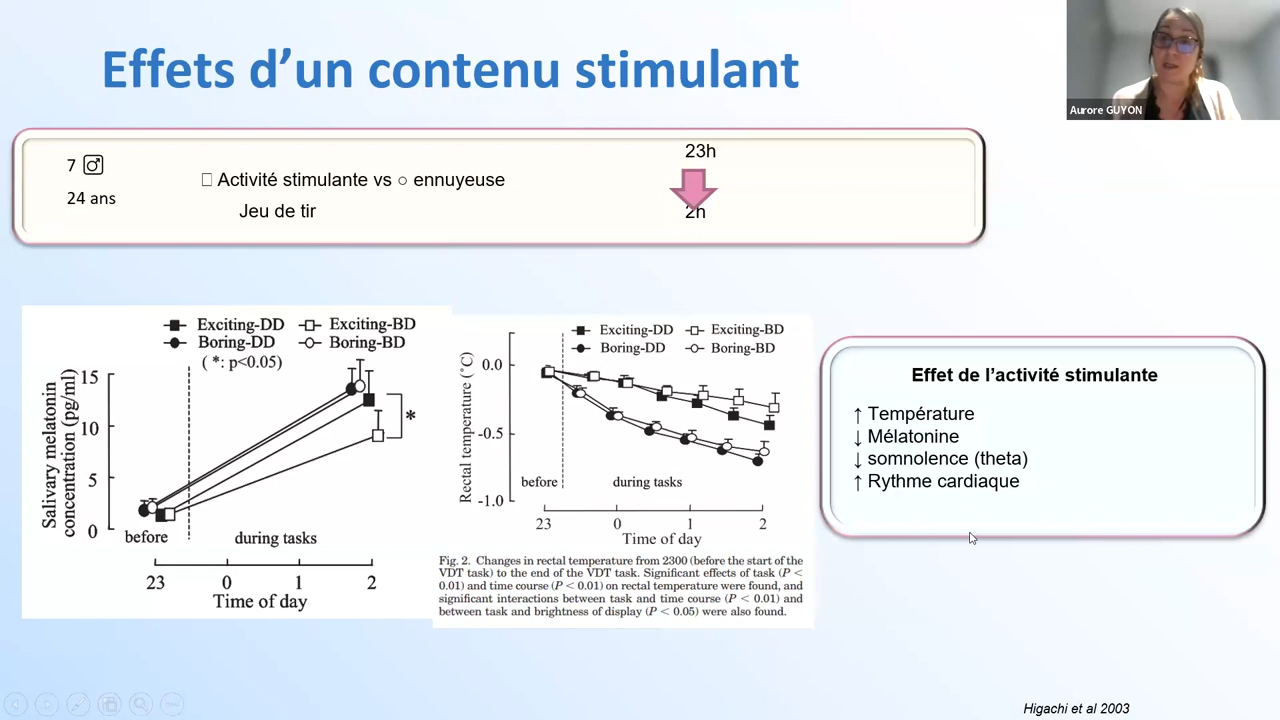 Effets d’un contenu stimulant
Aurore GUYON
7
24 ans
Activité stimulante vs ○ ennuyeuse
Jeu de tir
23h
2h
Exciting-DD Exciting-BD
Boring-DD Boring-BD
( *: p<0.05)
Salivary melatonin
concentration (pg/ml)
15
10
5
0
*
before during tasks
23 0 1 2
Time of day
Exciting-DD Exciting-BD
Boring-DD Boring-BD
Rectal temperature (°C)
0.0
-0.5
-1.0
before during tasks
23 0 1 2
Time of day
Fig. 2. Changes in rectal temperature from 2300 (before the start of the
VDT task) to the end of the VDT task. Significant effects of task (P <
0.01) and time course (P < 0.01) on rectal temperature were found, and
significant interactions between task and time course (P < 0.01) and
between task and brightness of display (P < 0.05) were also found.
Effet de l’activité stimulante
↑ Température
↓ Mélatonine
↓ somnolence (theta)
↑ Rythme cardiaque
Higachi et al 2003